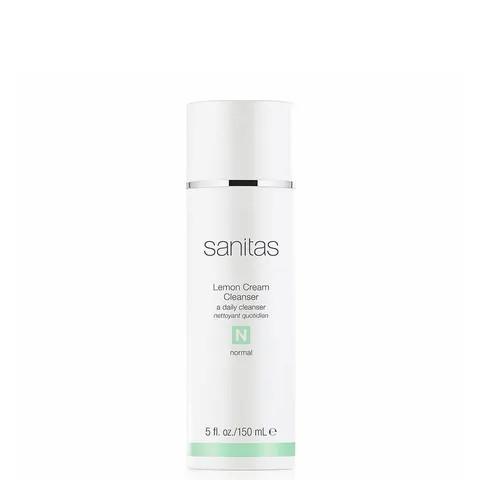 sanitas
Lemon Cream
Cleanser
a daily cleanser
nettoyant quotidien
N
normal
5 fl. oz./150 mL ℮